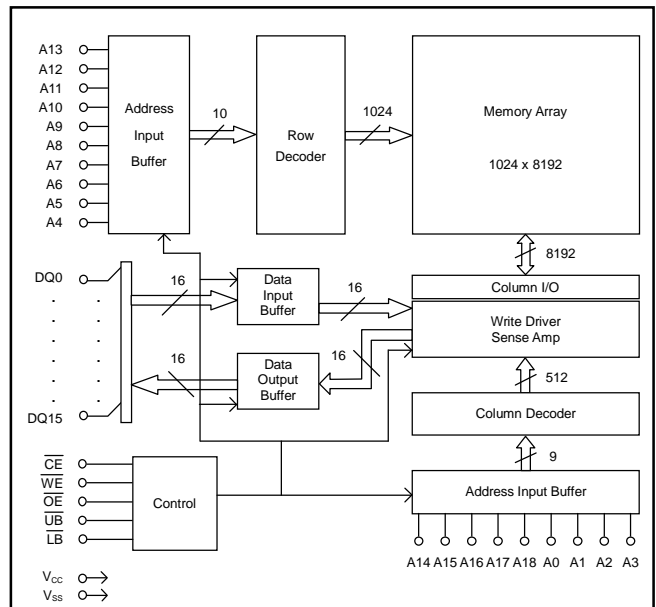 A13
A12
A11
A10
A9
A8
A7
A6
A5
A4
Address
Input
Buffer
10
Row
Decoder
1024
Memory Array
1024 x 8192
8192
DQ0
.
.
.
.
.
.
.
.
.
.
DQ15
16
Data
Input
Buffer
16
Column I/O
Write Driver
Sense Amp
16
Data
Output
Buffer
16
512
Column Decoder
9
Address Input Buffer
CE
WE
OE
UB
LB
Control
A14 A15 A16 A17 A18 A0 A1 A2 A3
VCC
VSS